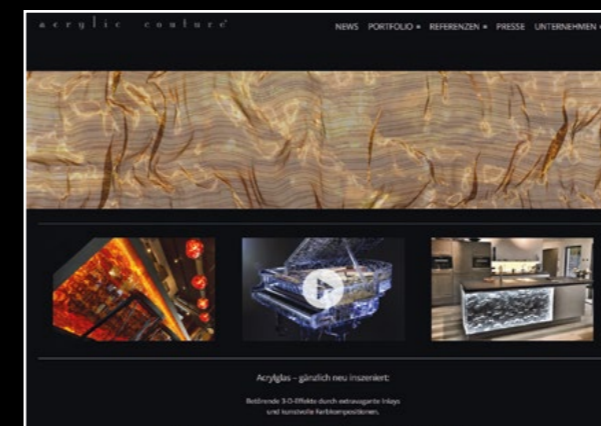 acrylic couture®
NEWS PORTFOLIO REFERENZEN PRESSE UNTERNEHMEN
Acrylglas – gänzlich neu inszeniert:
Betörende 3-D-Effekte durch extravagante Inlays
und kunstvolle Farbkompositionen.